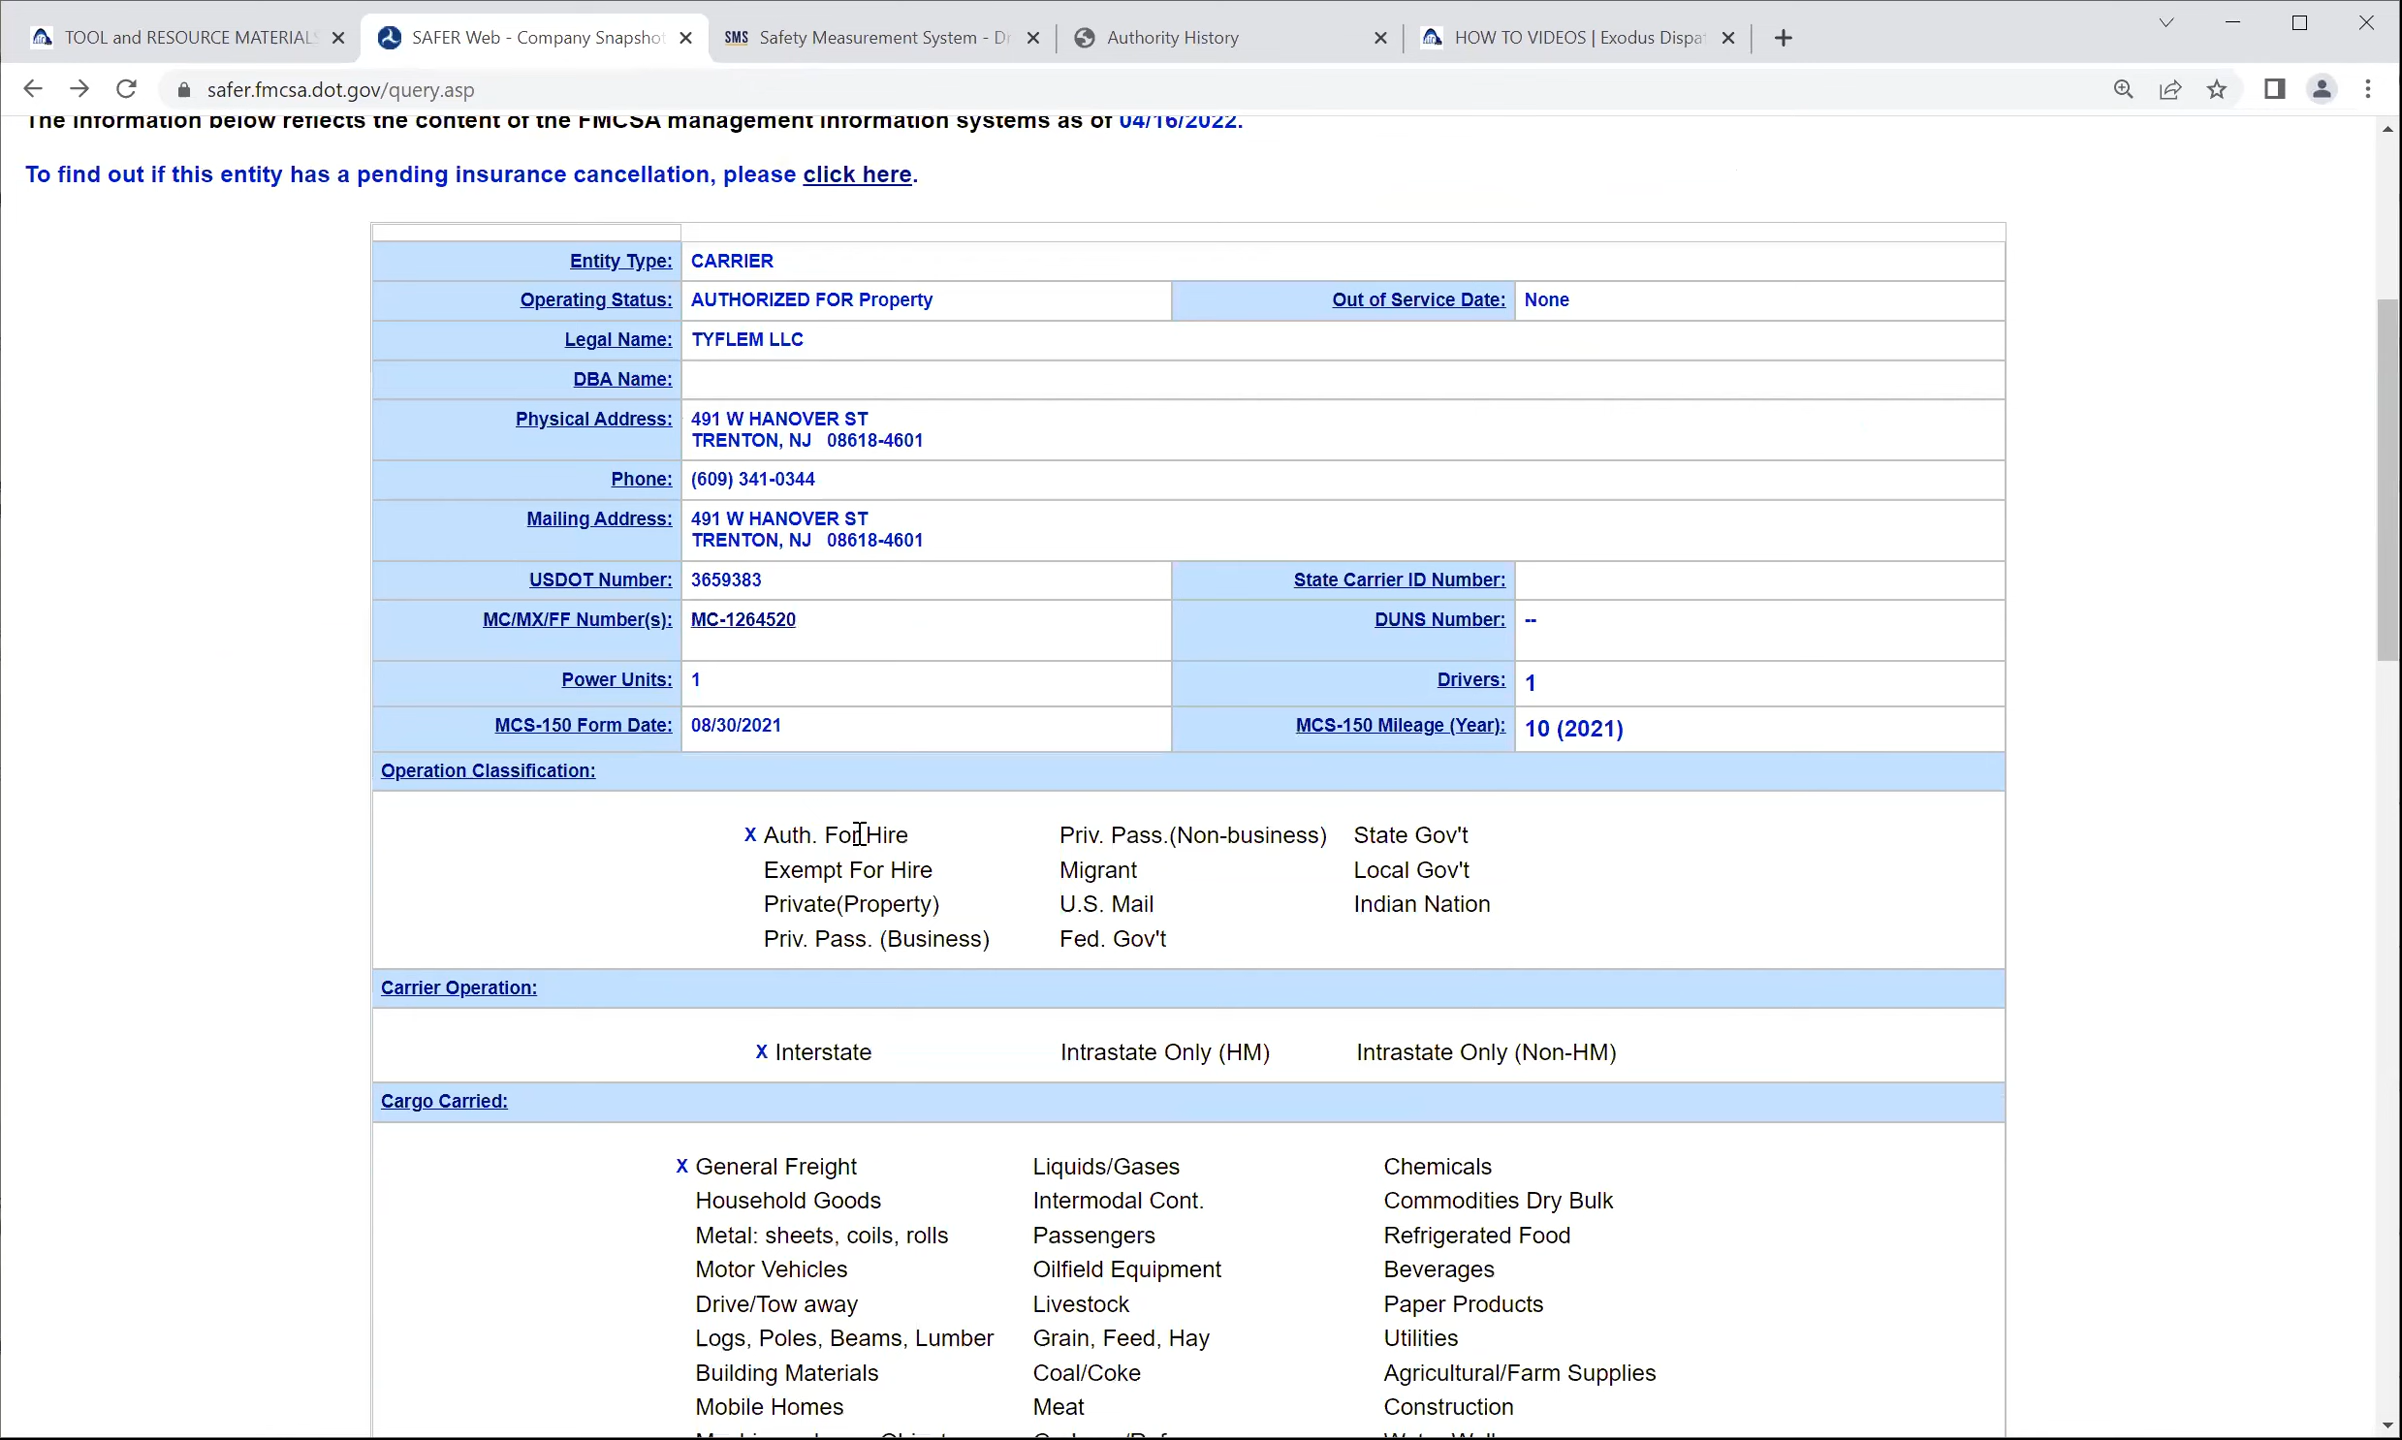 TOOL and RESOURCE MATERIALS
SAFER Web - Company Snapshot
SMS Safety Measurement System - Dr
Authority History
HOW TO VIDEOS | Exodus Dispat
safer.fmcsa.dot.gov/query.asp
The information below reflects the content of the FMCSA management information systems as of 04/16/2022.
To find out if this entity has a pending insurance cancellation, please click here.
Entity Type: CARRIER
Operating Status: AUTHORIZED FOR Property Out of Service Date: None
Legal Name: TYFLEM LLC
DBA Name:
Physical Address: 491 W HANOVER ST
TRENTON, NJ 08618-4601
Phone: (609) 341-0344
Mailing Address: 491 W HANOVER ST
TRENTON, NJ 08618-4601
USDOT Number: 3659383 State Carrier ID Number:
MC/MX/FF Number(s): MC-1264520 DUNS Number: --
Power Units: 1 Drivers: 1
MCS-150 Form Date: 08/30/2021 MCS-150 Mileage (Year): 10 (2021)
Operation Classification:
X Auth. For Hire Priv. Pass.(Non-business) State Gov't
Exempt For Hire Migrant Local Gov't
Private(Property) U.S. Mail Indian Nation
Priv. Pass. (Business) Fed. Gov't
Carrier Operation:
X Interstate Intrastate Only (HM) Intrastate Only (Non-HM)
Cargo Carried:
X General Freight Liquids/Gases Chemicals
Household Goods Intermodal Cont. Commodities Dry Bulk
Metal: sheets, coils, rolls Passengers Refrigerated Food
Motor Vehicles Oilfield Equipment Beverages
Drive/Tow away Livestock Paper Products
Logs, Poles, Beams, Lumber Grain, Feed, Hay Utilities
Building Materials Coal/Coke Agricultural/Farm Supplies
Mobile Homes Meat Construction